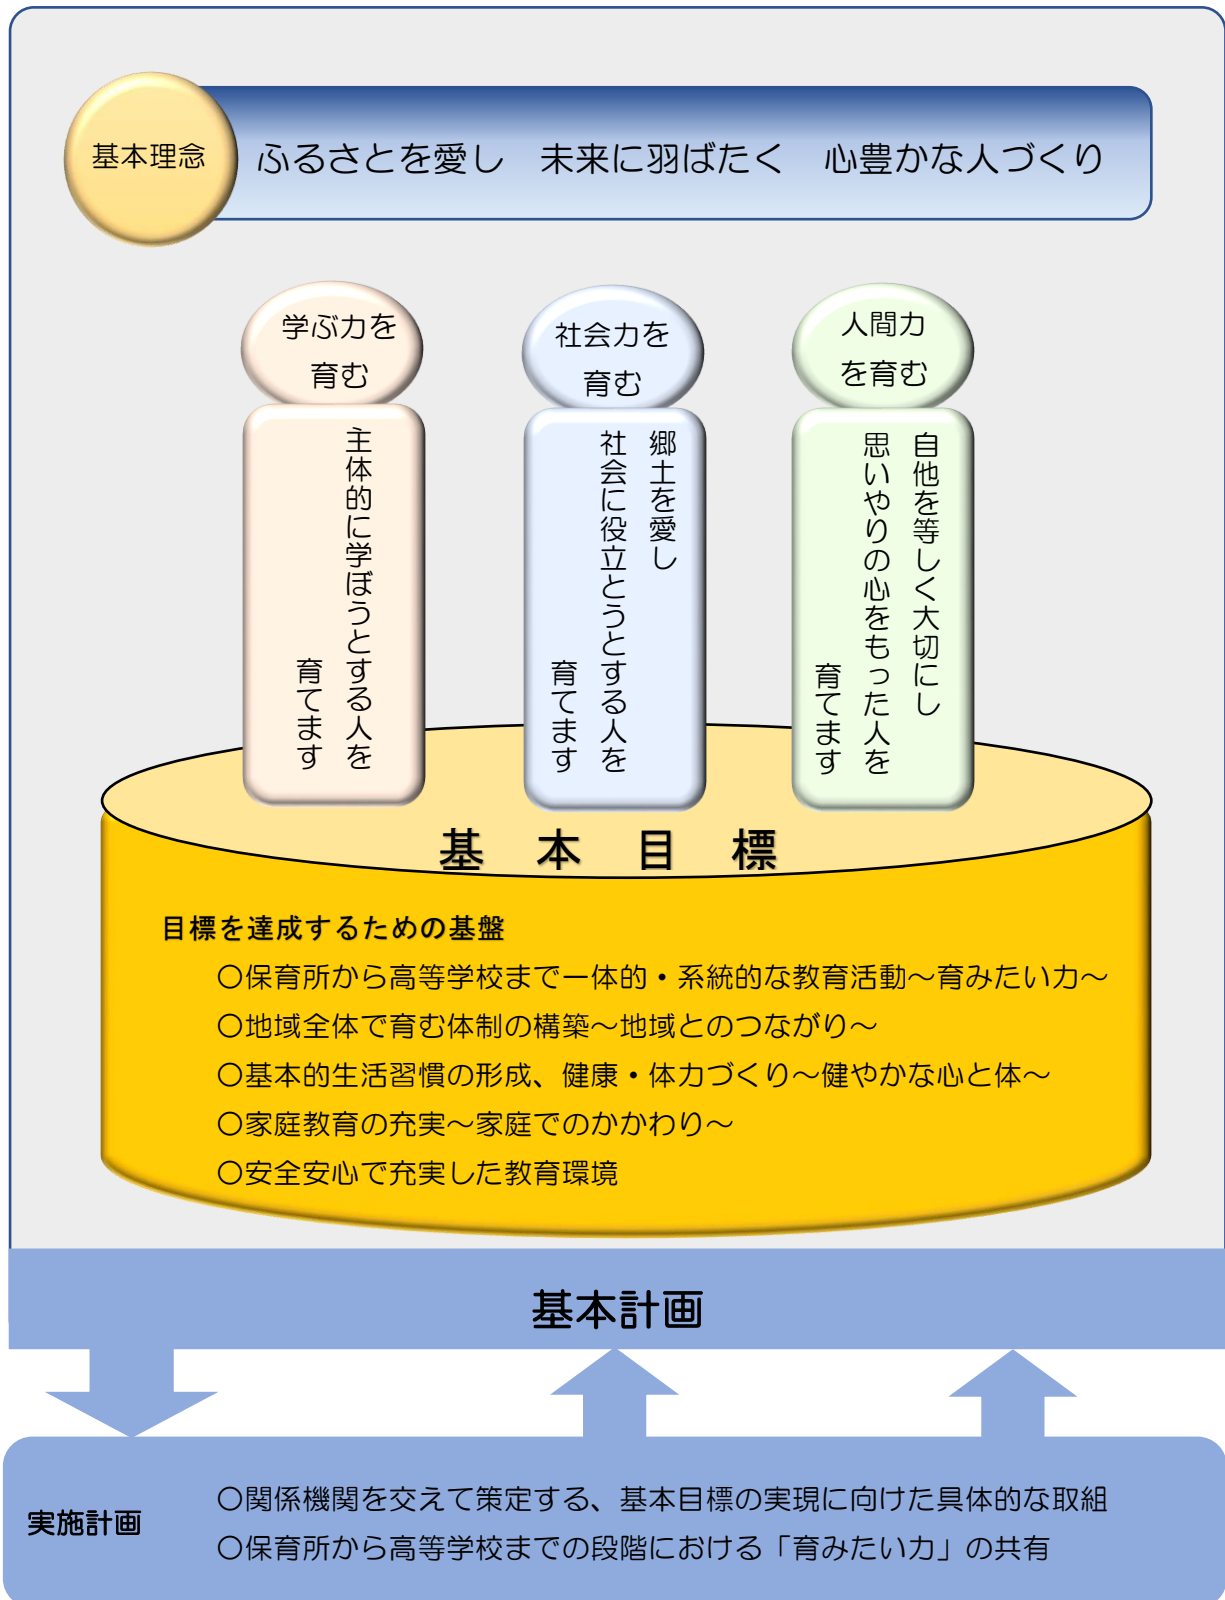 基本理念
ふるさとを愛し　未来に羽ばたく　心豊かな人づくり
学ぶ力を
育む
主体的に学ぼうとする人を
育てます
社会力を
育む
郷土を愛し
社会に役立とうとする人を
育てます
人間力
を育む
自他を等しく大切にし
思いやりの心をもった人を
育てます
基　本　目　標
目標を達成するための基盤
○保育所から高等学校まで一体的・系統的な教育活動～育みたい力～
○地域全体で育む体制の構築～地域とのつながり～
○基本的生活習慣の形成、健康・体力づくり～健やかな心と体～
○家庭教育の充実～家庭でのかかわり～
○安全安心で充実した教育環境
基本計画
実施計画
○関係機関を交えて策定する、基本目標の実現に向けた具体的な取組
○保育所から高等学校までの段階における「育みたい力」の共有